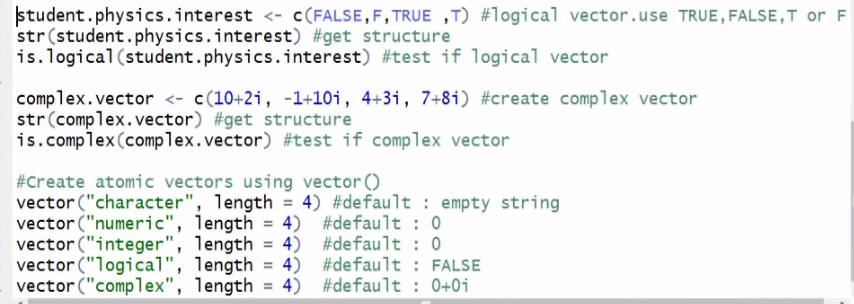 student.physics.interest <- c(FALSE,F,TRUE ,T) #logical vector.use TRUE,FALSE,T or F
str(student.physics.interest) #get structure
is.logical(student.physics.interest) #test if logical vector
complex.vector <- c(10+2i, -1+10i, 4+3i, 7+8i) #create complex vector
str(complex.vector) #get structure
is.complex(complex.vector) #test if complex vector
#Create atomic vectors using vector()
vector("character", length = 4) #default : empty string
vector("numeric", length = 4)  #default : 0
vector("integer", length = 4)  #default : 0
vector("logical", length = 4)  #default : FALSE
vector("complex", length = 4)  #default : 0+0i